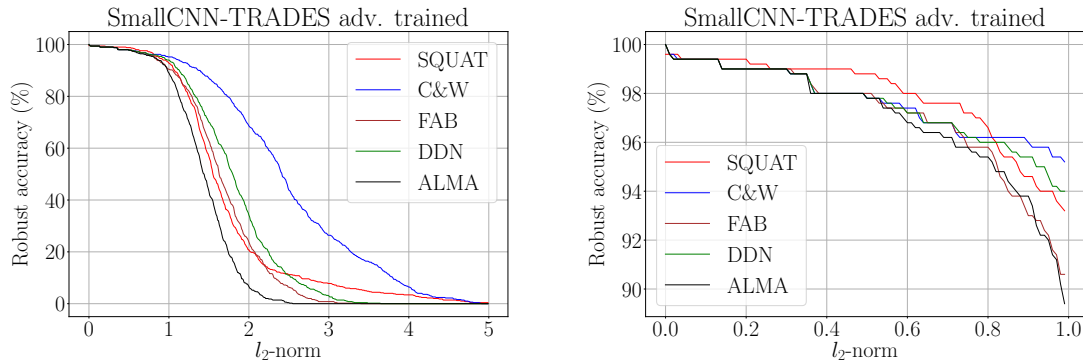 SmallCNN-TRADES adv. trained
Robust accuracy (%)
100
80
60
40
20
0
0 1 2 3 4 5
l₂-norm
SQUAT
C&W
FAB
DDN
ALMA
SmallCNN-TRADES adv. trained
Robust accuracy (%)
100
98
96
94
92
90
0.0 0.2 0.4 0.6 0.8 1.0
l₂-norm
SQUAT
C&W
FAB
DDN
ALMA